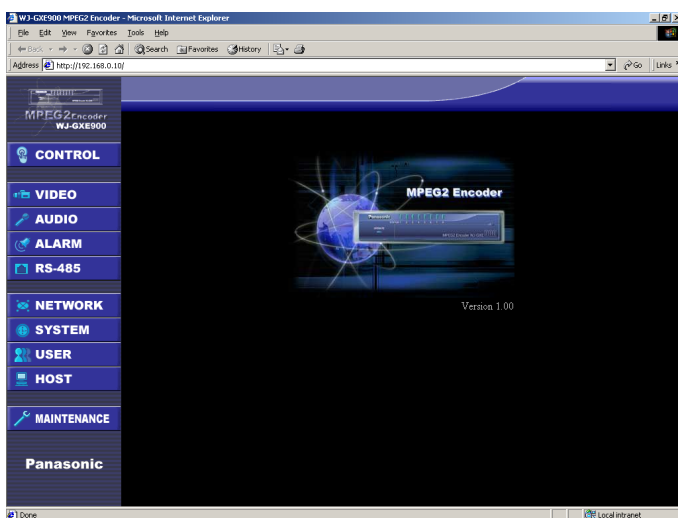 WJ-GXE900 MPEG2 Encoder - Microsoft Internet Explorer
File Edit View Favorites Tools Help
Back Search Favorites History
Address http://192.168.0.10/ Go Links
MPEG2Encoder
WJ-GXE900
CONTROL
VIDEO
AUDIO
ALARM
RS-485
NETWORK
SYSTEM
USER
HOST
MAINTENANCE
Panasonic
MPEG2 Encoder
Panasonic
Version 1.00
Done Local intranet